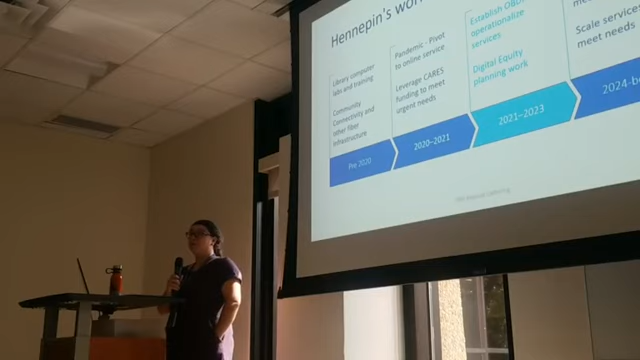 Hennepin's wor
Library computer
labs and training
Community
Connectivity and
other fiber
infrastructure
Pre 2020
Pandemic - Pivot
to online service
Leverage CARES
funding to meet
urgent needs
2020–2021
Establish OBDI
operationalize
services
Digital Equity
planning work
2021–2023
Scale service
meet needs
2024-b